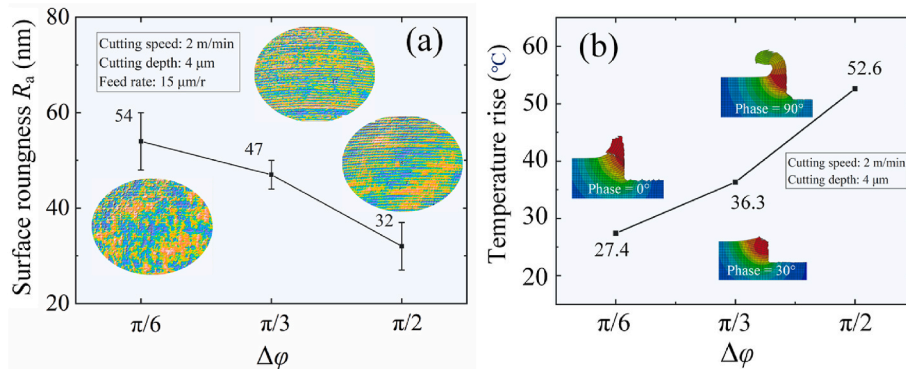 (a)
Surface roungness Ra (nm)
80
60
40
20
Cutting speed: 2 m/min
Cutting depth: 4 μm
Feed rate: 15 μm/r
54
47
32
π/6
π/3
π/2
Δφ
(b)
Temperature rise (°C)
60
50
40
30
20
Phase = 0°
Phase = 90°
Phase = 30°
Cutting speed: 2 m/min
Cutting depth: 4 μm
27.4
36.3
52.6
π/6
π/3
π/2
Δφ